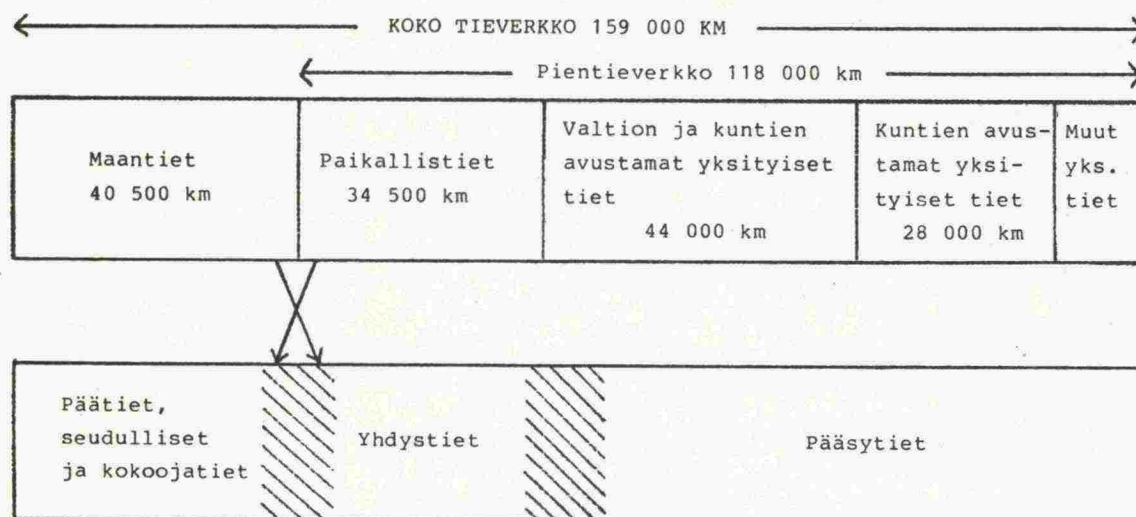 KOKO TIEVERKKO 159 000 KM
Pientieverkko 118 000 km
Maantiet
40 500 km
Paikallistiet
34 500 km
Valtion ja kuntien
avustamat yksityiset
tiet
44 000 km
Kuntien avus-
tamat yksi-
tyiset tiet
28 000 km
Muut
yks.
tiet
Päätiet,
seudulliset
ja kokoojatiet
Yhdystiet
Pääsytiet